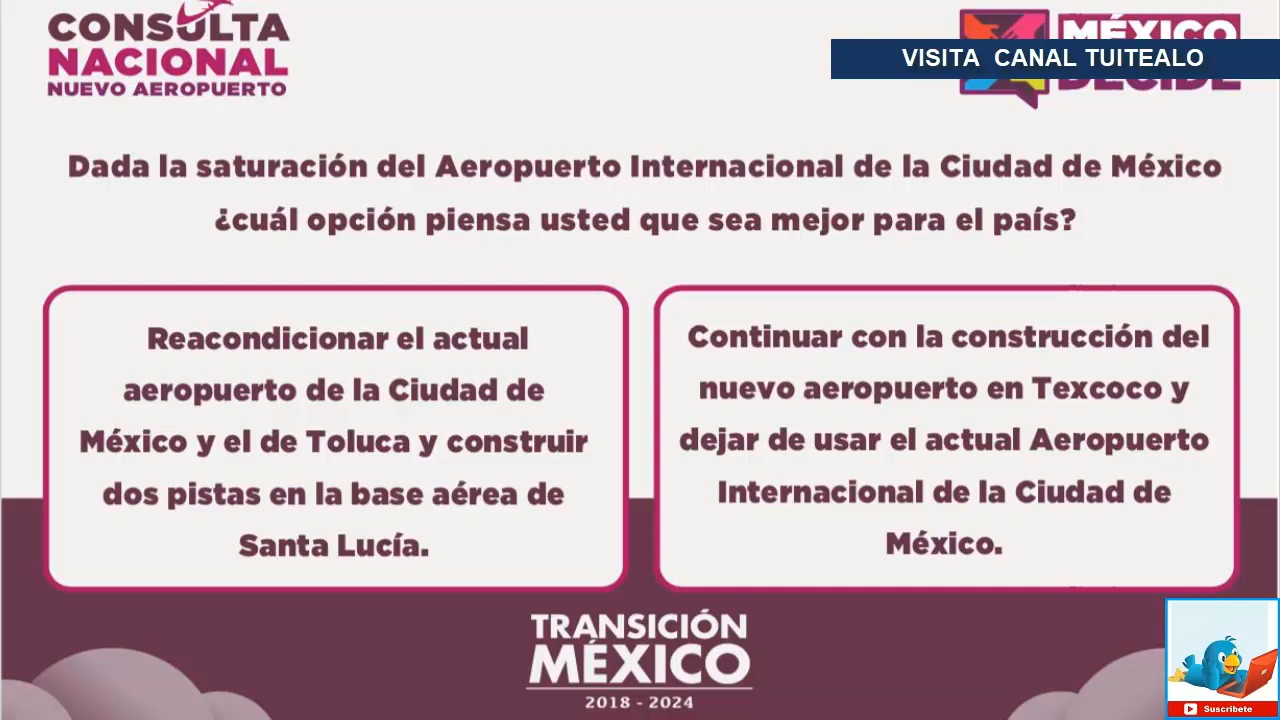 CONSULTA
NACIONAL
NUEVO AEROPUERTO
MÉXICO
DECIDE
VISITA CANAL TUITEALO
Dada la saturación del Aeropuerto Internacional de la Ciudad de México
¿cuál opción piensa usted que sea mejor para el país?
Reacondicionar el actual
aeropuerto de la Ciudad de
México y el de Toluca y construir
dos pistas en la base aérea de
Santa Lucía.
Continuar con la construcción del
nuevo aeropuerto en Texcoco y
dejar de usar el actual Aeropuerto
Internacional de la Ciudad de
México.
TRANSICIÓN
MÉXICO
2018 - 2024
Suscribete